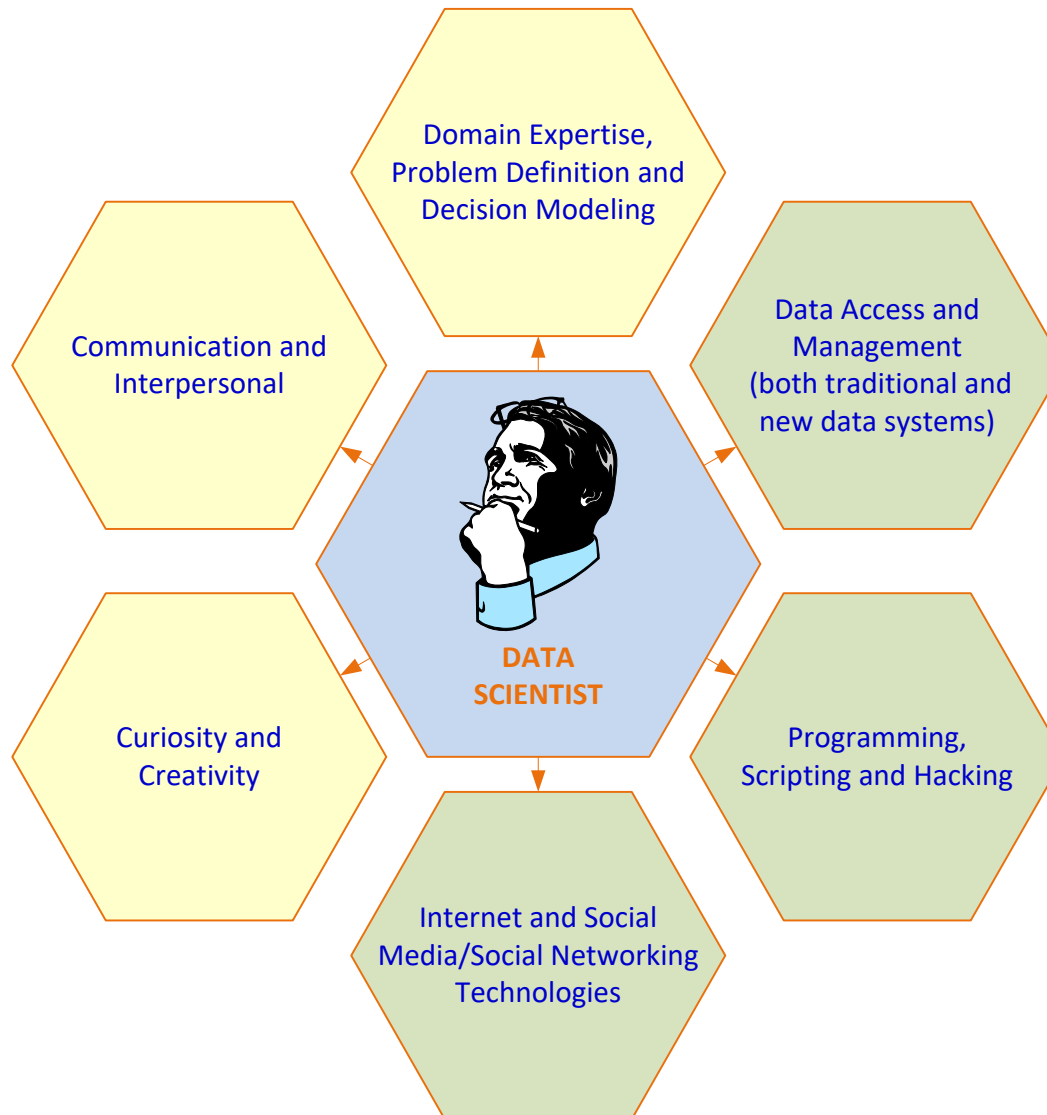 Domain Expertise,
Problem Definition and
Decision Modeling
Communication and
Interpersonal
Data Access and
Management
(both traditional and
new data systems)
DATA
SCIENTIST
Curiosity and
Creativity
Programming,
Scripting and Hacking
Internet and Social
Media/Social Networking
Technologies